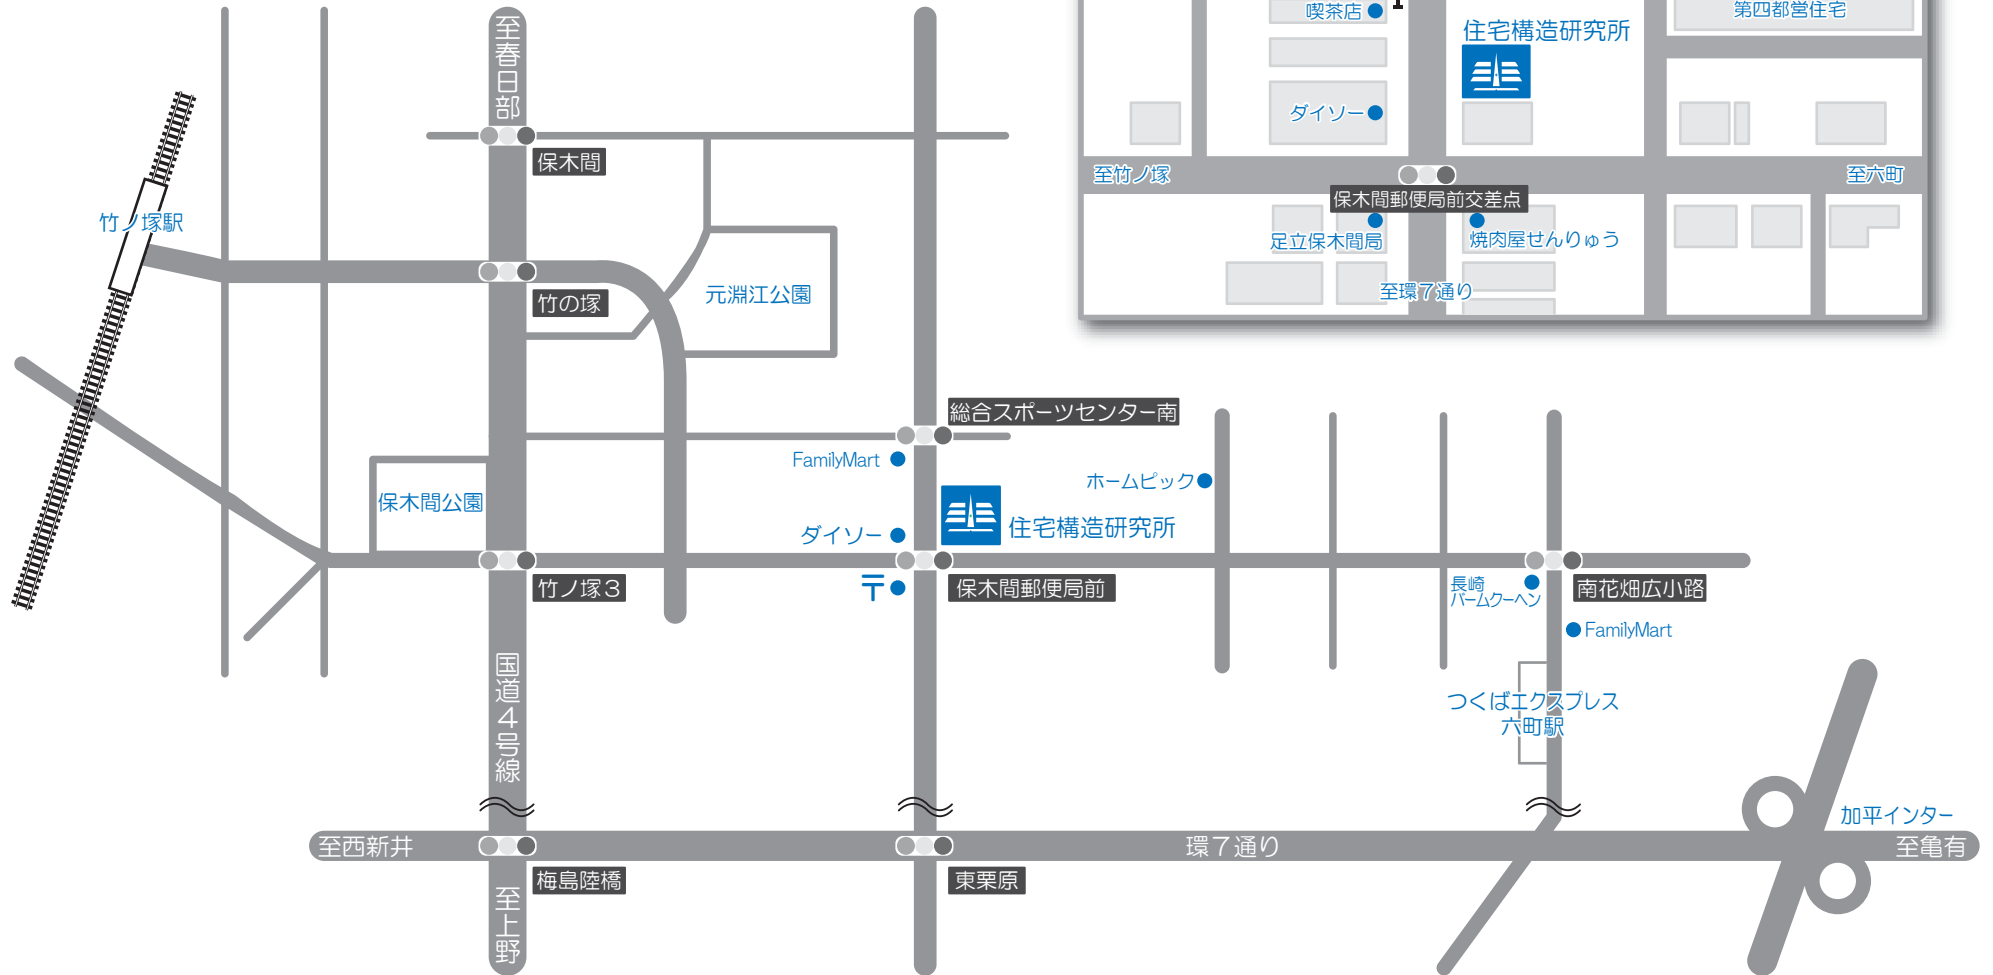 喫茶店
第四都営住宅
住宅構造研究所
ダイソー
至竹ノ塚
至六町
保木間郵便局前交差点
足立保木間局
焼肉屋せんりゅう
至環7通り
至春日部
保木間
竹ノ塚駅
竹の塚
元淵江公園
総合スポーツセンター南
FamilyMart
ホームピック
保木間公園
ダイソー
住宅構造研究所
〒
竹ノ塚3
保木間郵便局前
長崎
バームクーヘン
南花畑広小路
FamilyMart
国道4号線
つくばエクスプレス
六町駅
加平インター
至西新井
環7通り
至亀有
梅島陸橋
東栗原
至上野